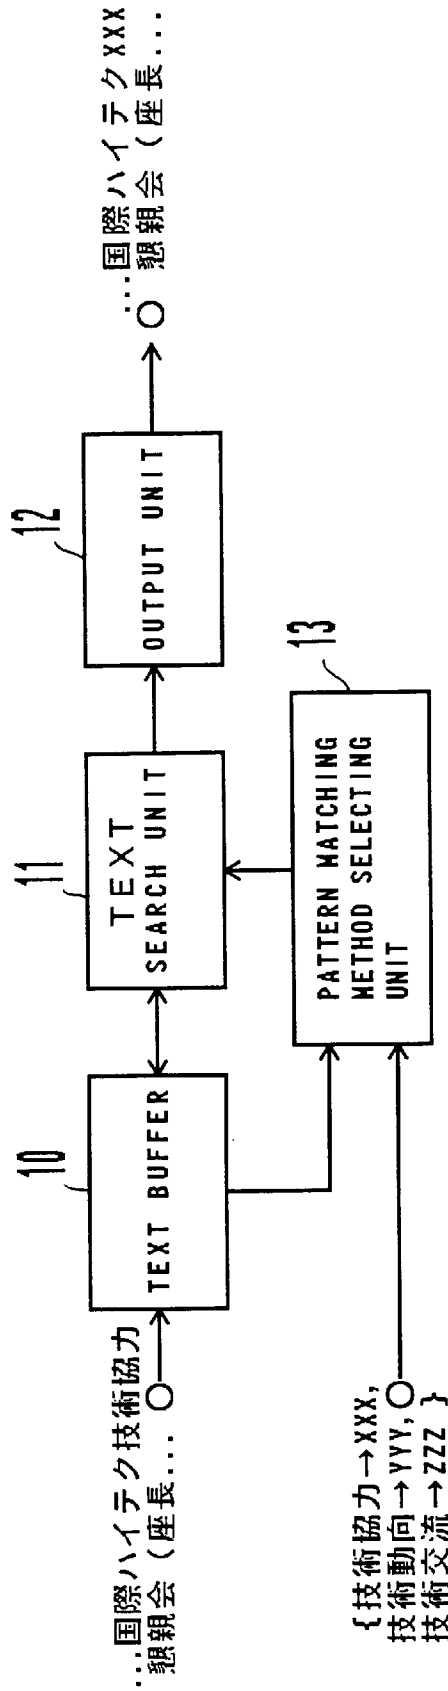 ...国際ハイテク技術協力
懇親会（座長...
10
TEXT BUFFER
11
TEXT
SEARCH UNIT
12
OUTPUT UNIT
...国際ハイテクXXX
懇親会（座長...
{技術協力→XXX,
技術動向→YYY,
技術交流→ZZZ }
13
PATTERN MATCHING
METHOD SELECTING
UNIT